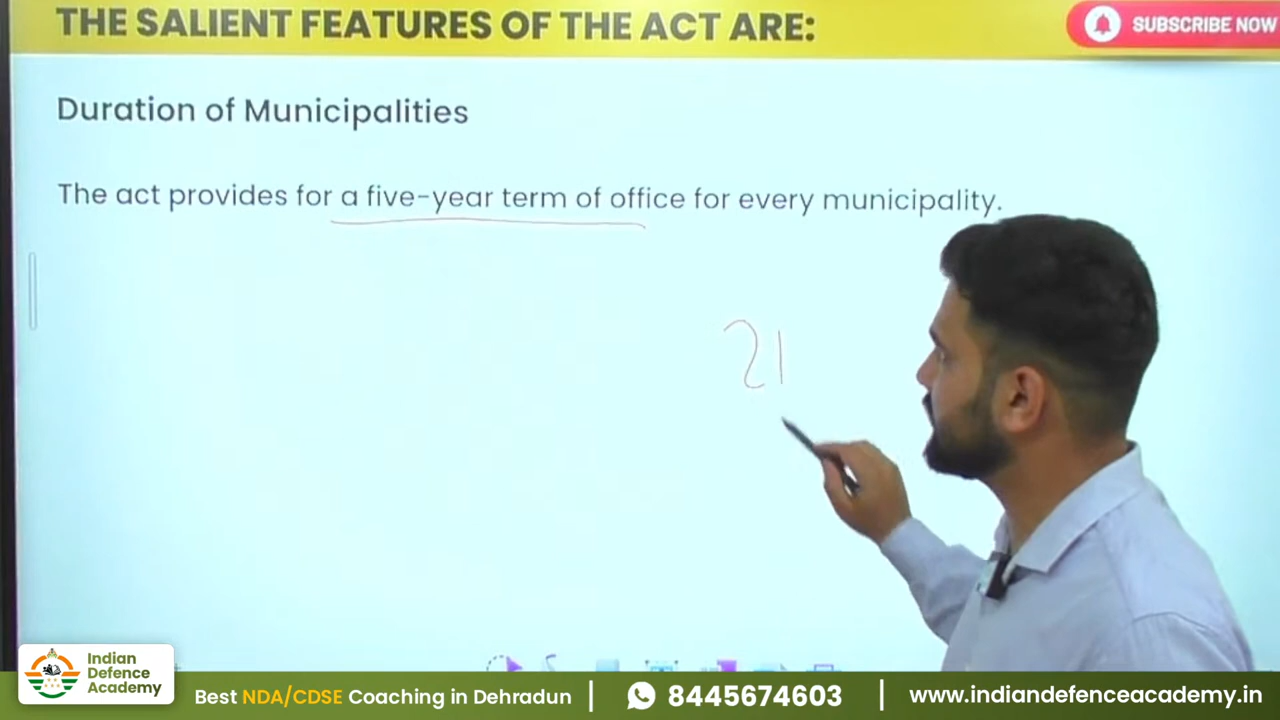 THE SALIENT FEATURES OF THE ACT ARE:
SUBSCRIBE NOW
Duration of Municipalities
The act provides for a five-year term of office for every municipality.
21
Indian
Defence
Academy
Best NDA/CDSE Coaching in Dehradun | 8445674603 | www.indiandefenceacademy.in